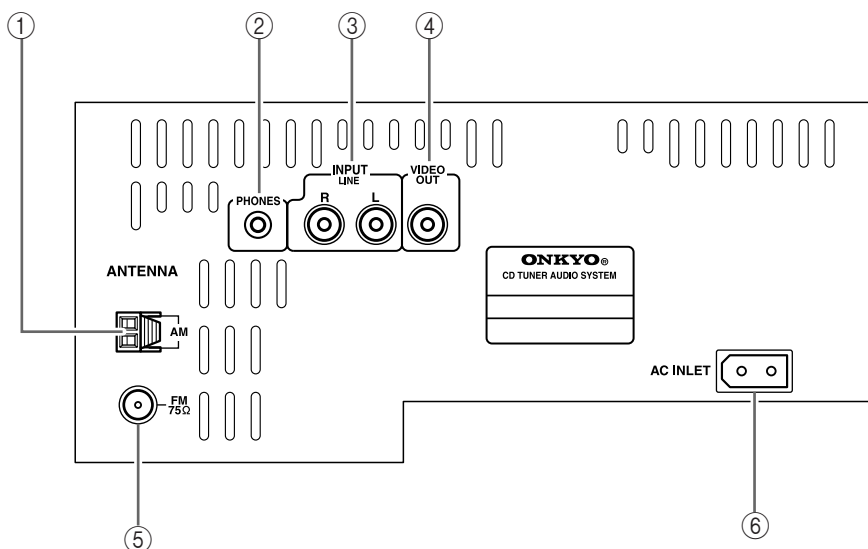 ① ② ③ ④
INPUT
LINE
VIDEO
OUT
PHONES
R L
ANTENNA
ONKYO®
CD TUNER AUDIO SYSTEM
AM
AC INLET
FM
75Ω
⑤ ⑥